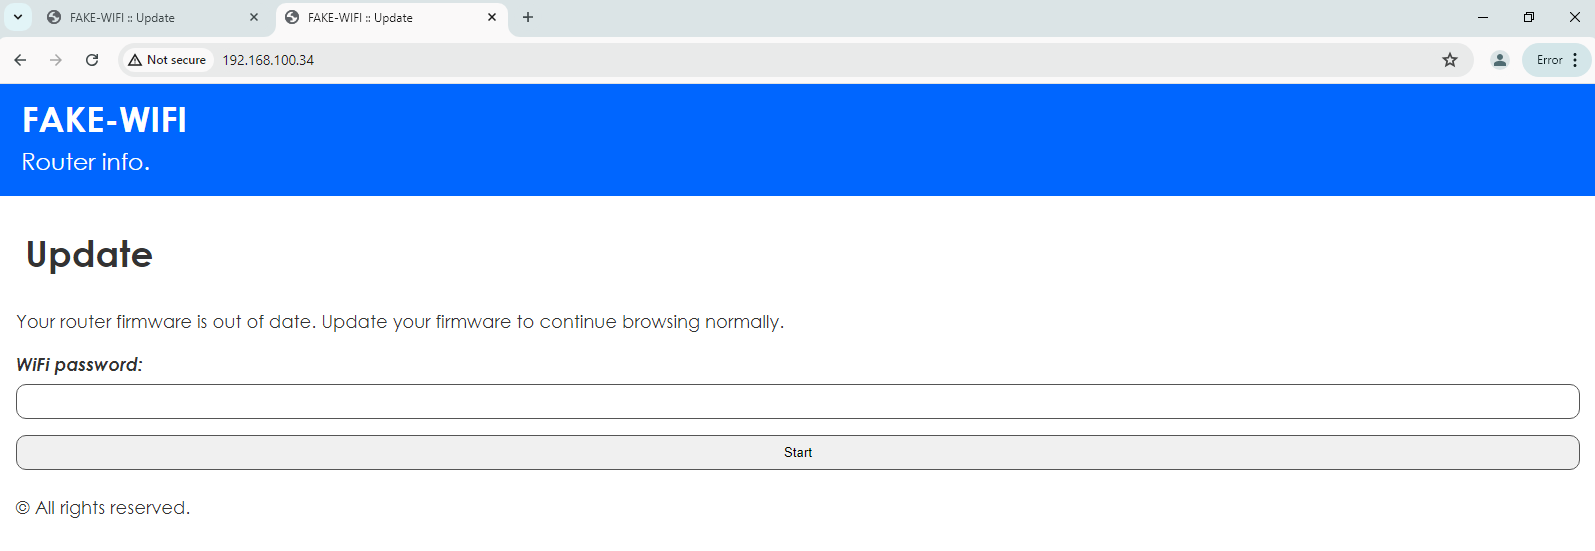 FAKE-WIFI :: Update
FAKE-WIFI :: Update
Not secure
192.168.100.34
Error
FAKE-WIFI
Router info.
Update
Your router firmware is out of date. Update your firmware to continue browsing normally.
WiFi password:
Start
© All rights reserved.